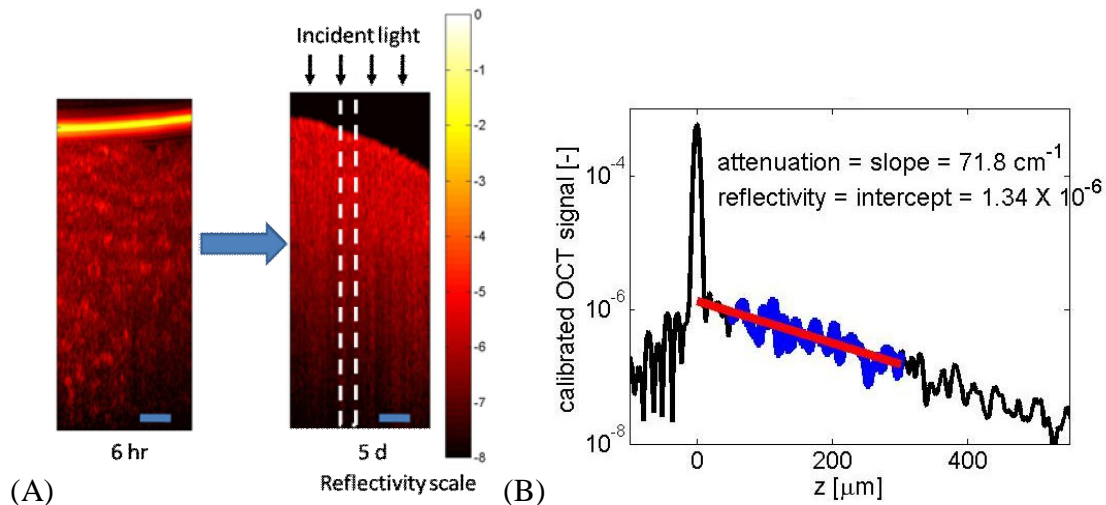 Incident light
0
-1
-2
-3
-4
-5
-6
-7
-8
6 hr
5 d
Reflectivity scale
(A)
attenuation = slope = 71.8 cm⁻¹
reflectivity = intercept = 1.34 X 10⁻⁶
calibrated OCT signal [-]
10⁻⁴
10⁻⁶
10⁻⁸
0
200
400
z [μm]
(B)